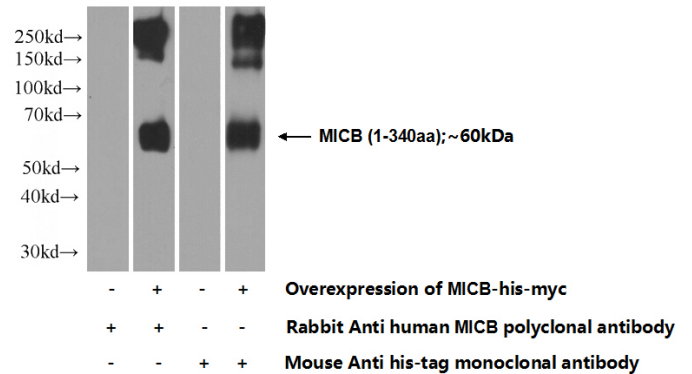 250kd→
150kd→
100kd→
70kd→
← MICB (1-340aa);~60kDa
50kd→
40kd→
30kd→
- + - + Overexpression of MICB-his-myc
+ + - - Rabbit Anti human MICB polyclonal antibody
- - + + Mouse Anti his-tag monoclonal antibody